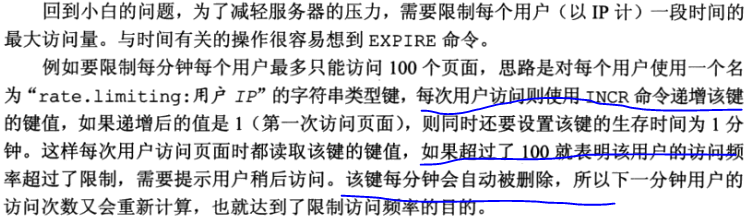 回到小白的问题，为了减轻服务器的压力，需要限制每个用户（以 IP 计）一段时间的
最大访问量。与时间有关的操作很容易想到 EXPIRE 命令。
例如要限制每分钟每个用户最多只能访问 100 个页面，思路是对每个用户使用一个名
为“rate.limiting:用户 IP”的字符串类型键，每次用户访问则使用 INCR 命令递增该键
的键值，如果递增后的值是 1（第一次访问页面），则同时还要设置该键的生存时间为 1 分
钟。这样每次用户访问页面时都读取该键的键值，如果超过了 100 就表明该用户的访问频
率超过了限制，需要提示用户稍后访问。该键每分钟会自动被删除，所以下一分钟用户的
访问次数又会重新计算，也就达到了限制访问频率的目的。